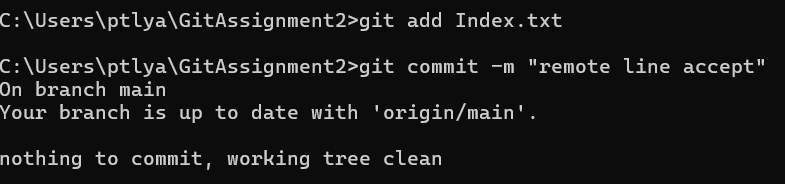 C:\Users\ptlya\GitAssignment2>git add Index.txt
C:\Users\ptlya\GitAssignment2>git commit -m "remote line accept"
On branch main
Your branch is up to date with 'origin/main'.
nothing to commit, working tree clean